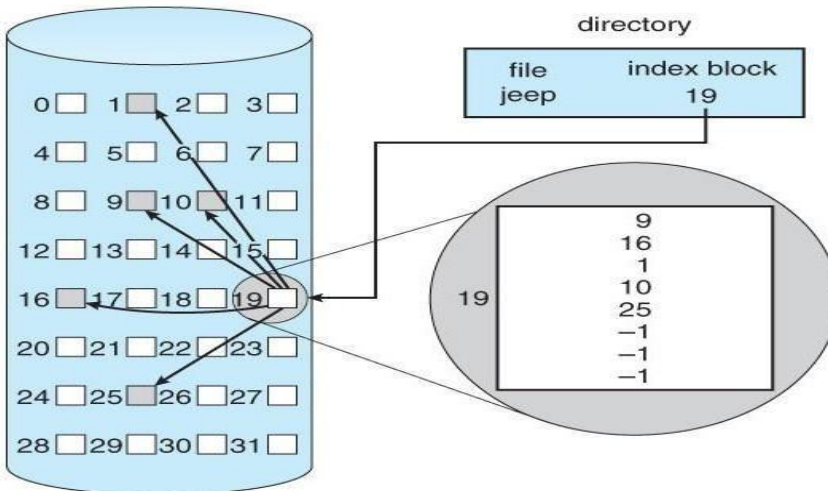 directory
file index block
jeep 19
0 1 2 3
4 5 6 7
8 9 10 11
12 13 14 15
16 17 18 19
20 21 22 23
24 25 26 27
28 29 30 31
19
9
16
1
10
25
–1
–1
–1